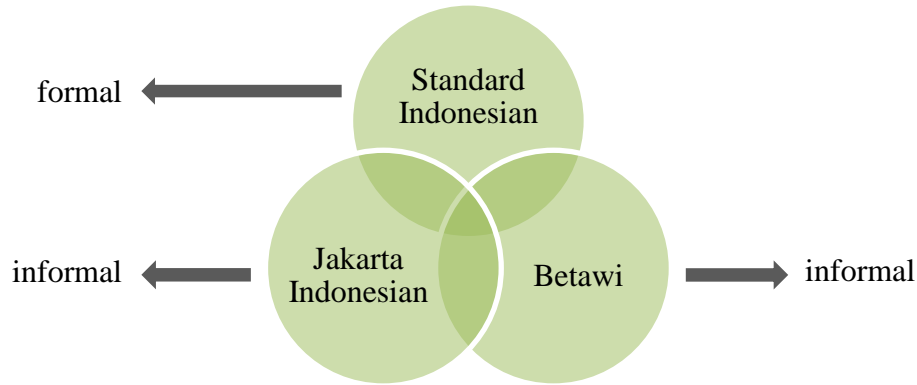 formal
Standard
Indonesian
informal
Jakarta
Indonesian
Betawi
informal